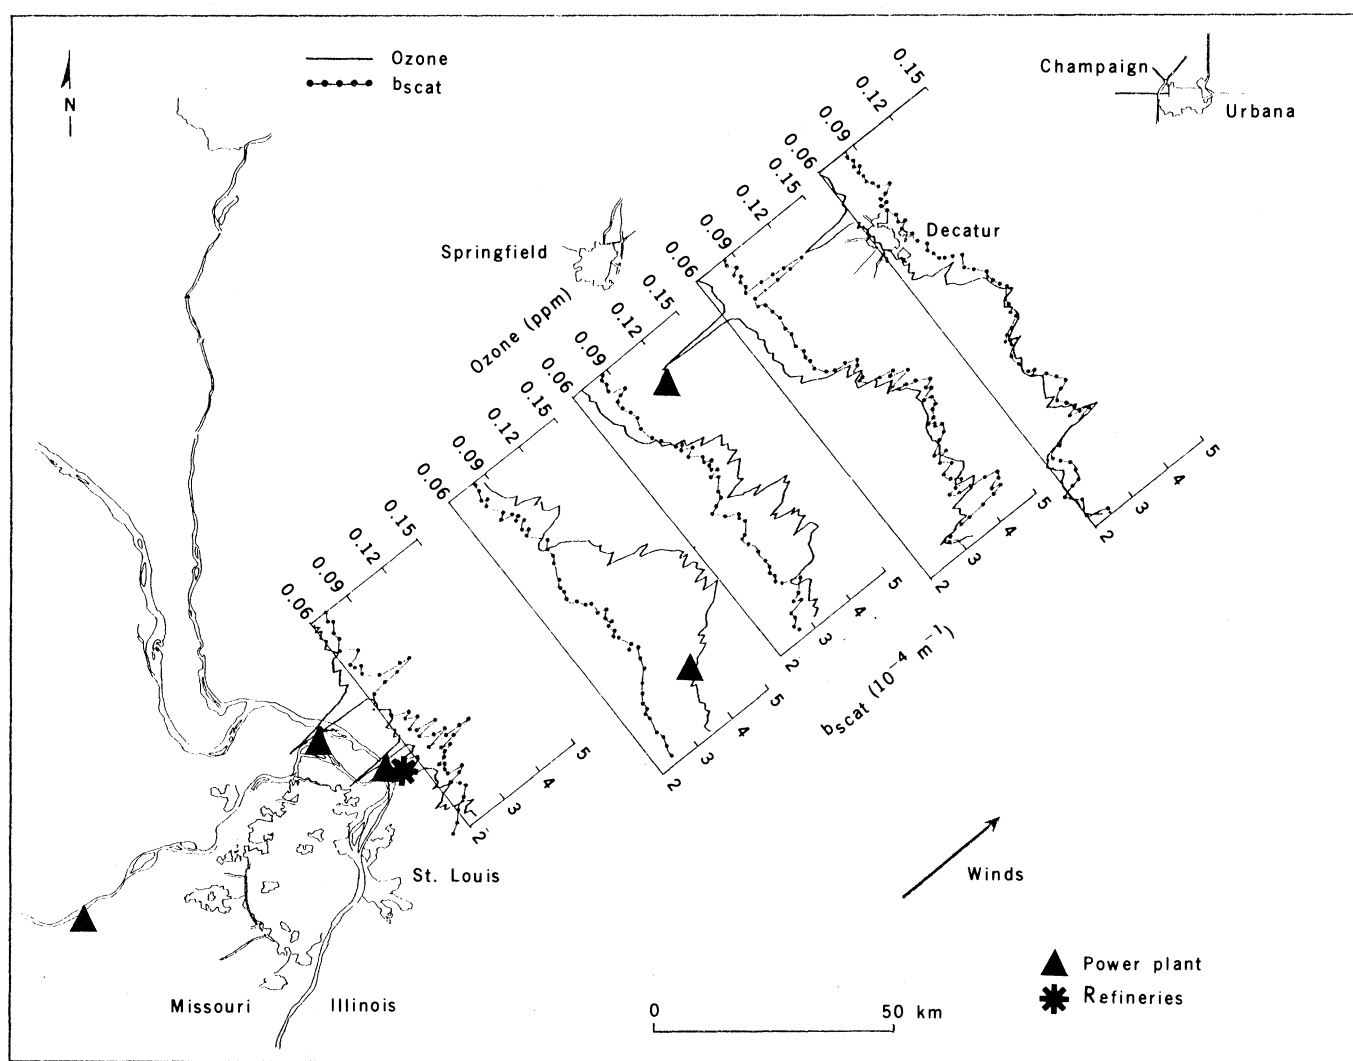 Ozone
bscat
N
Champaign
Urbana
0.15
0.12
0.09
0.06
Decatur
Springfield
0.15
0.12
0.09
0.06
Ozone (ppm)
0.15
0.12
0.09
0.06
0.15
0.12
0.09
0.06
0.15
0.12
0.09
0.06
5
4
3
2
5
4
3
2
5
4
3
2
5
4
3
2
5
4
3
2
bscat (10⁻⁴ m⁻¹)
St. Louis
Winds
Missouri
Illinois
Power plant
Refineries
0
50 km